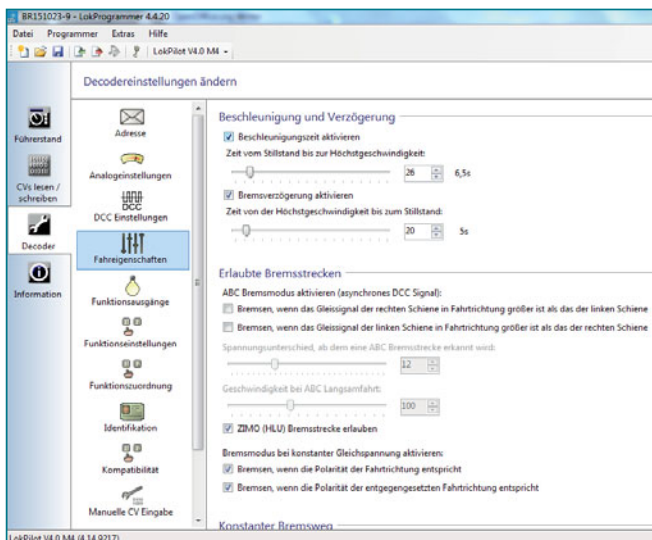 BR151023-9 - LokProgrammer 4.4.20
Datei Programmer Extras Hilfe
LokPilot V4.0 M4
Decodereinstellungen ändern
Führerstand
CVs lesen / schreiben
Decoder
Information
Adresse
Analogeinstellungen
DCC
DCC Einstellungen
Fahreigenschaften
Funktionsausgänge
Funktionseinstellungen
Funktionszuordnung
Identifikation
Kompatibilität
Manuelle CV Eingabe
Beschleunigung und Verzögerung
Beschleunigungszeit aktivieren
Zeit vom Stillstand bis zur Höchstgeschwindigkeit:
26 6,5s
Bremsverzögerung aktivieren
Zeit von der Höchstgeschwindigkeit bis zum Stillstand:
20 5s
Erlaubte Bremsstrecken
ABC Bremsmodus aktivieren (asynchrones DCC Signal):
Bremsen, wenn das Gleissignal der rechten Schiene in Fahrtrichtung größer ist als das der linken Schiene
Bremsen, wenn das Gleissignal der linken Schiene in Fahrtrichtung größer ist als das der rechten Schiene
Spannungsunterschied, ab dem eine ABC Bremsstrecke erkannt wird:
12
Geschwindigkeit bei ABC Langsamfahrt:
100
ZIMO (HLU) Bremsstrecke erlauben
Bremsmodus bei konstanter Gleichspannung aktivieren:
Bremsen, wenn die Polarität der Fahrtrichtung entspricht
Bremsen, wenn die Polarität der entgegengesetzten Fahrtrichtung entspricht
Konstanter Bremsweg
LokPilot V4.0 M4 (4.14.9217)